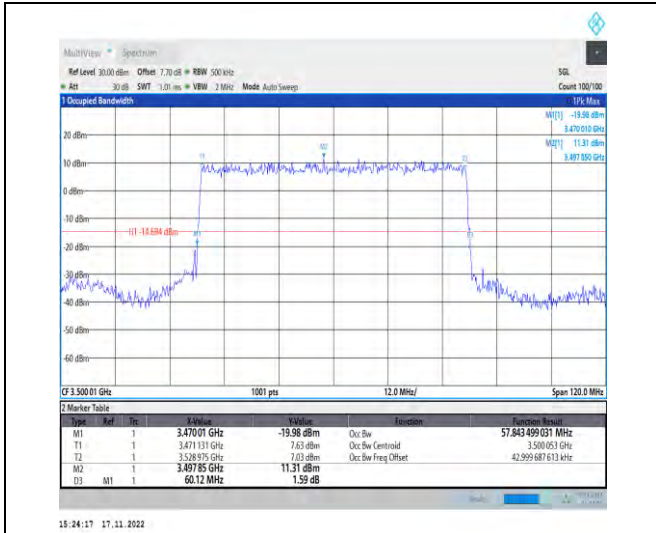 MultiView Spectrum
Ref Level 30.00 dBm Offset 7.70 dB RBW 500 kHz SGL
Att 30 dB SWT 1.01 ms VBW 2 MHz Mode Auto Sweep Count 100/100
1 Occupied Bandwidth 1Pk Max
M1[1] -19.98 dBm
3.470 010 GHz
M2[1] 11.31 dBm
3.497 850 GHz
20 dBm
M2
T1 T2
10 dBm
0 dBm
-10 dBm
H1 -14.694 dBm
M1 D3
-20 dBm
-30 dBm
-40 dBm
-50 dBm
-60 dBm
CF 3.500 01 GHz 1001 pts 12.0 MHz/ Span 120.0 MHz
2 Marker Table
Type Ref Trc X-Value Y-Value Function Function Result
M1 1 3.470 01 GHz -19.98 dBm Occ Bw 57.843 499 031 MHz
T1 1 3.471 131 GHz 7.63 dBm Occ Bw Centroid 3.500 053 GHz
T2 1 3.528 975 GHz 7.03 dBm Occ Bw Freq Offset 42.999 687 613 kHz
M2 1 3.497 85 GHz 11.31 dBm
D3 M1 1 60.12 MHz 1.59 dB
15:24:17 17.11.2022